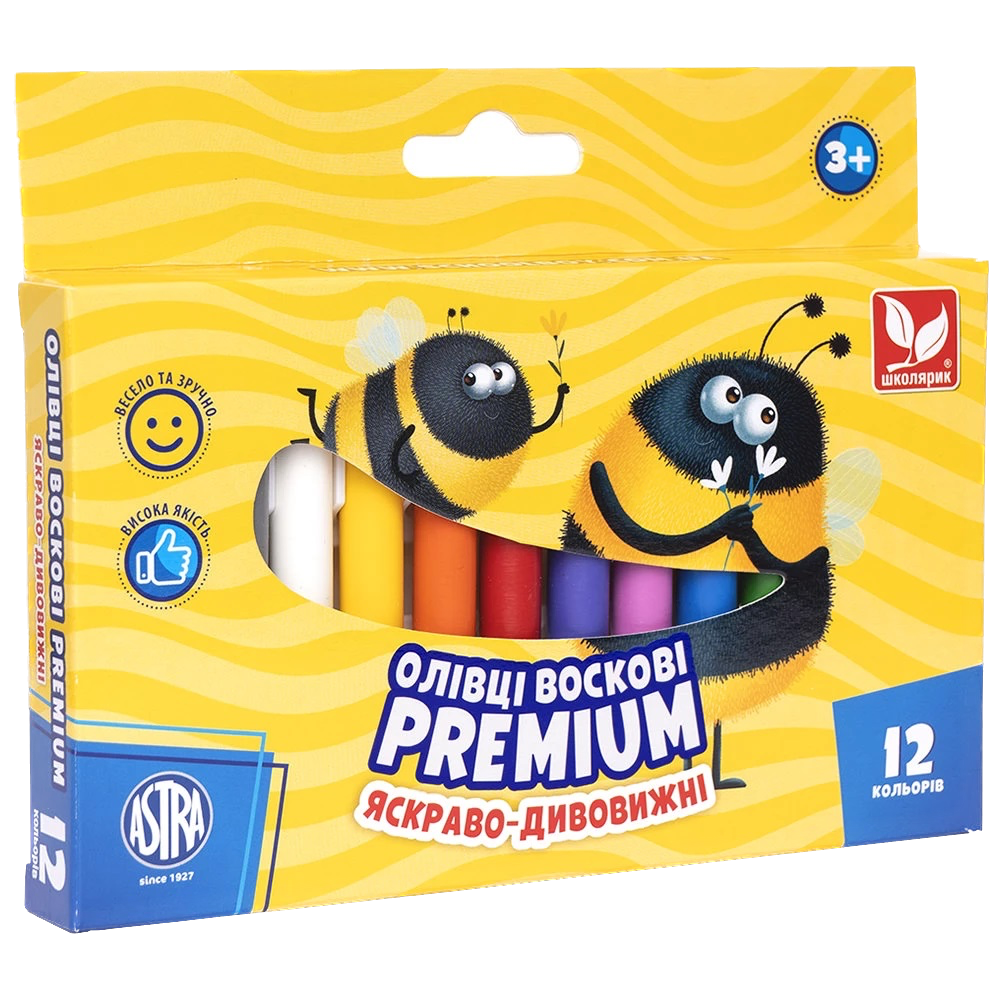 3+
ШКОЛЯРИК®
ВЕСЕЛО ТА ЗРУЧНО
ВИСОКА ЯКІСТЬ
ОЛІВЦІ ВОСКОВІ
PREMIUM
ЯСКРАВО-ДИВОВИЖНІ
12
КОЛЬОРІВ
ASTRA
since 1927
ОЛІВЦІ ВОСКОВІ PREMIUM
ЯСКРАВО-ДИВОВИЖНІ
12
кольорів